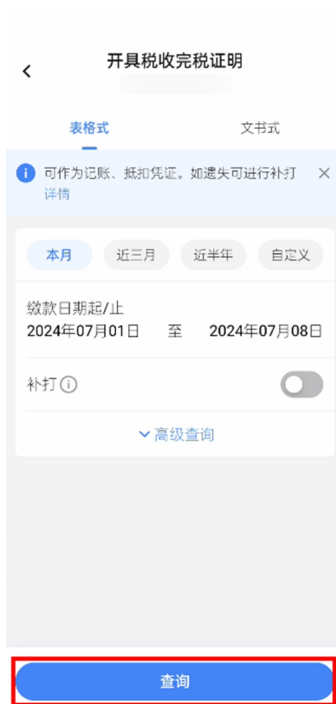 开具税收完税证明
表格式
文书式
可作为记账、抵扣凭证。如遗失可进行补打
详情
本月 近三月 近半年 自定义
缴款日期起/止
2024年07月01日 至 2024年07月08日
补打
高级查询
查询